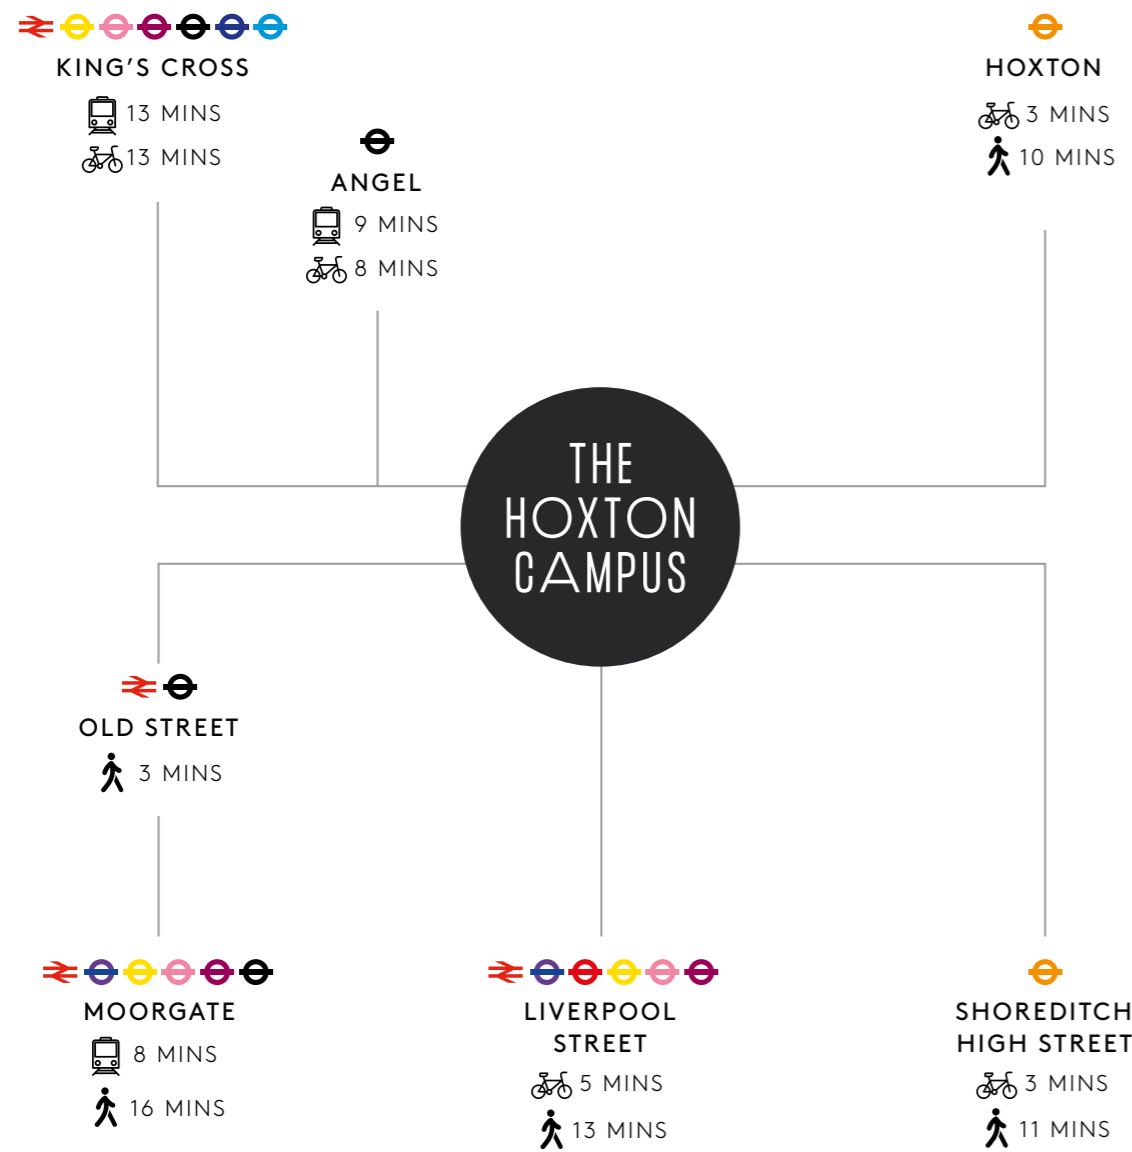 KING'S CROSS
13 MINS
13 MINS
ANGEL
9 MINS
8 MINS
HOXTON
3 MINS
10 MINS
THE
HOXTON
CAMPUS
OLD STREET
3 MINS
MOORGATE
8 MINS
16 MINS
LIVERPOOL
STREET
5 MINS
13 MINS
SHOREDITCH
HIGH STREET
3 MINS
11 MINS